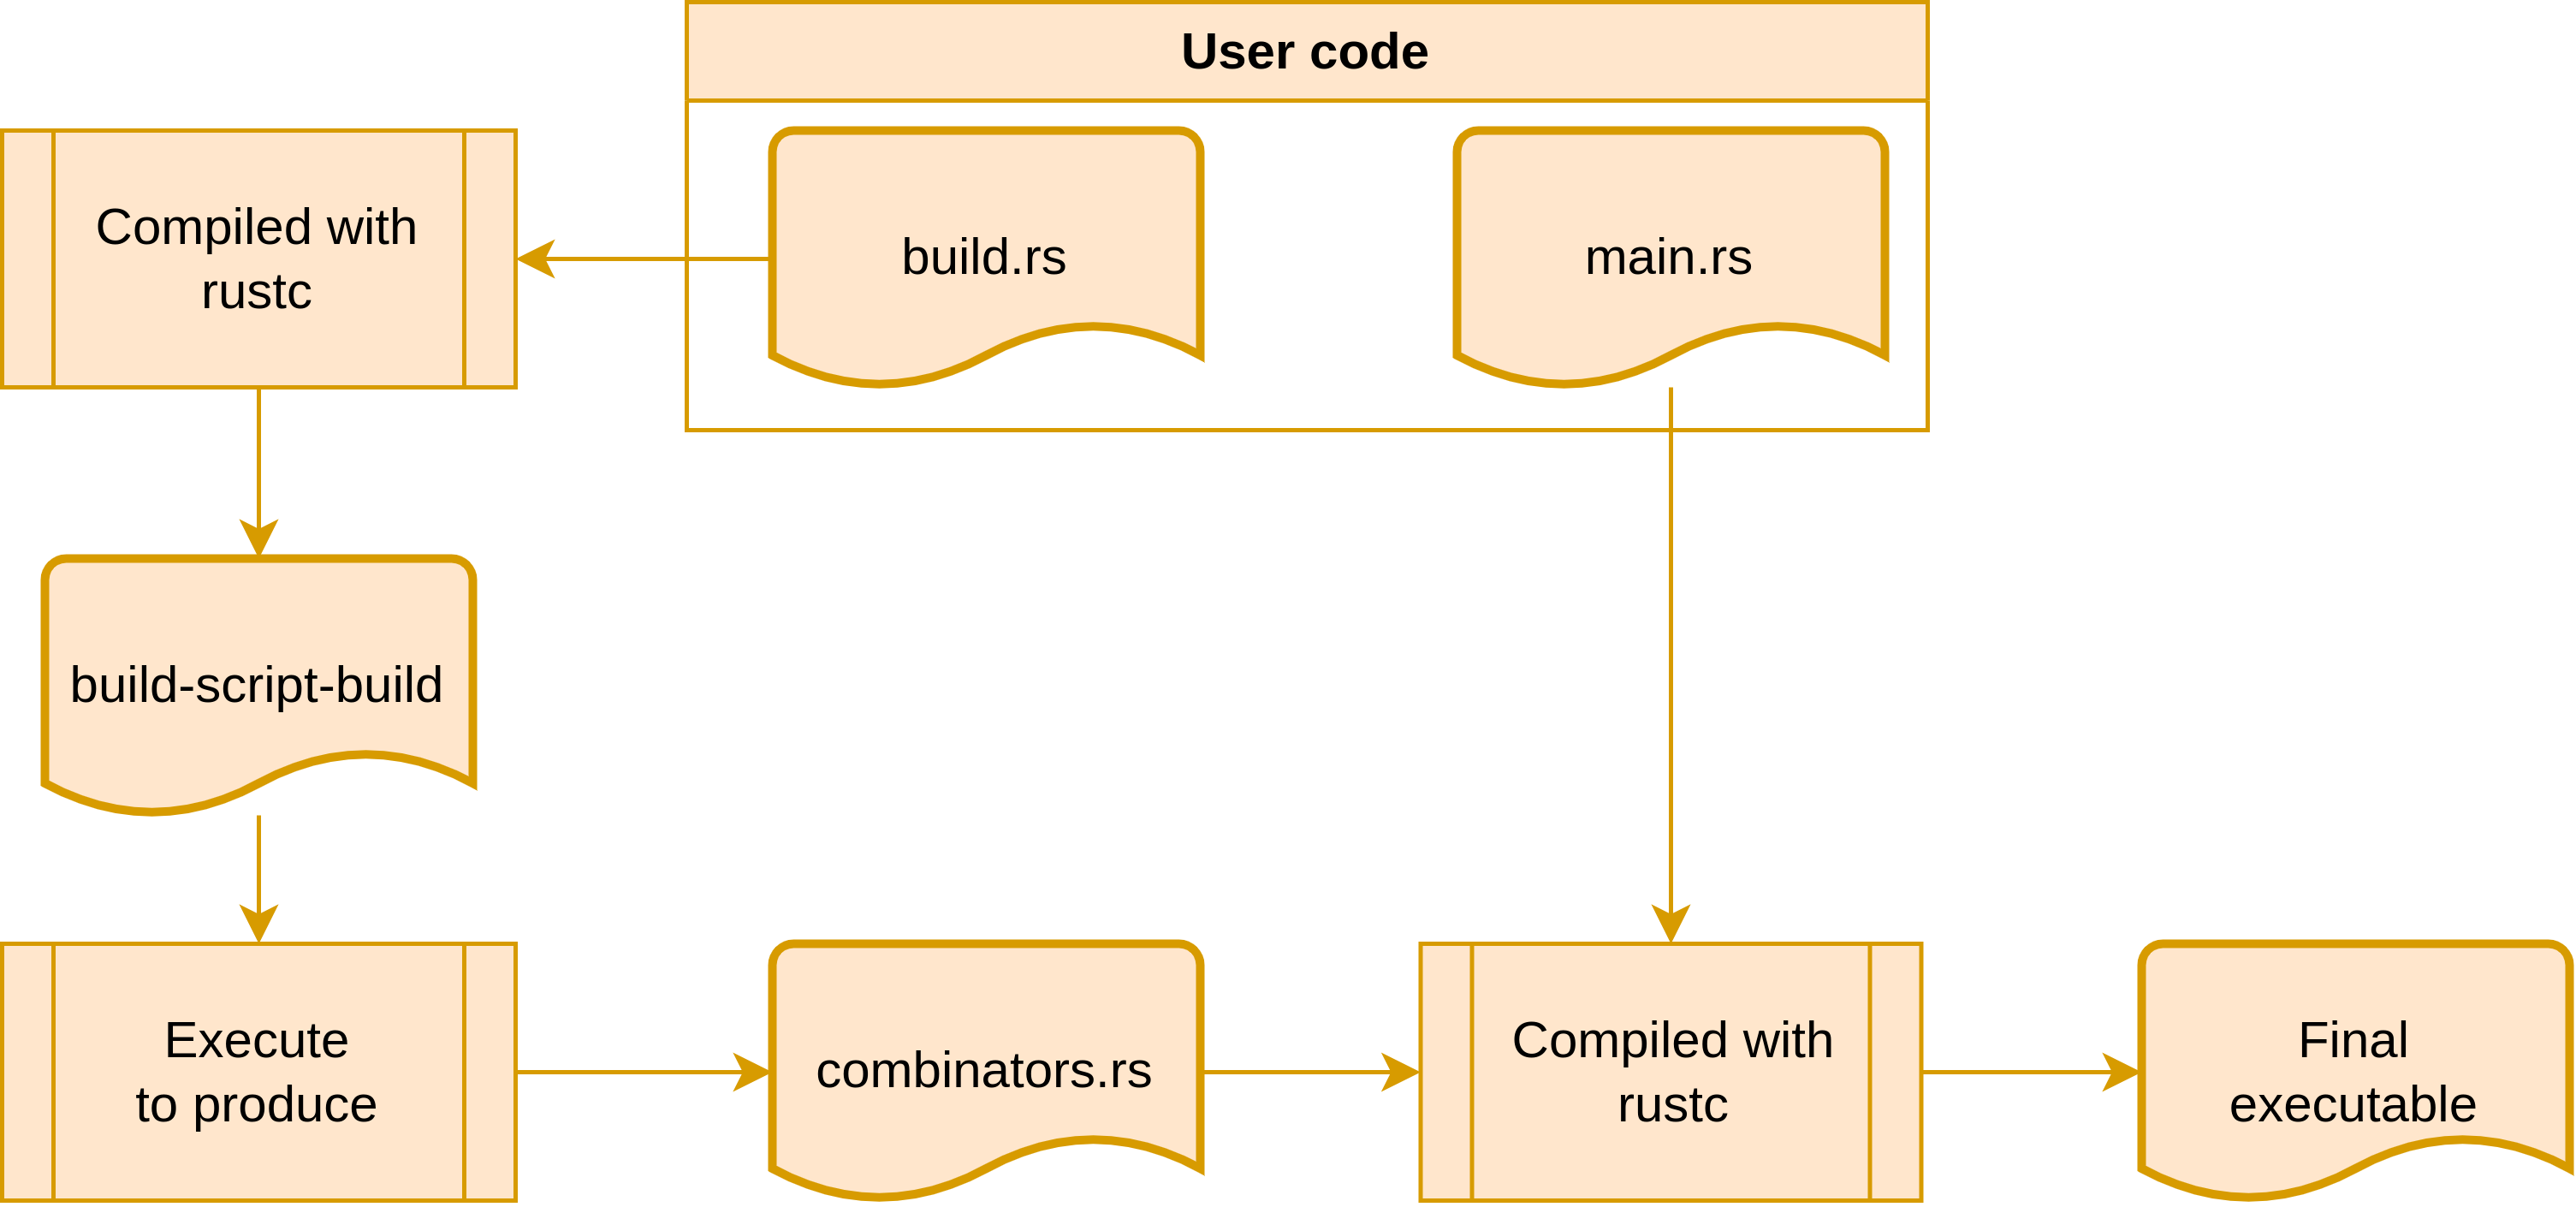 User code
Compiled with
rustc
build.rs
main.rs
build-script-build
Execute
to produce
combinators.rs
Compiled with
rustc
Final
executable